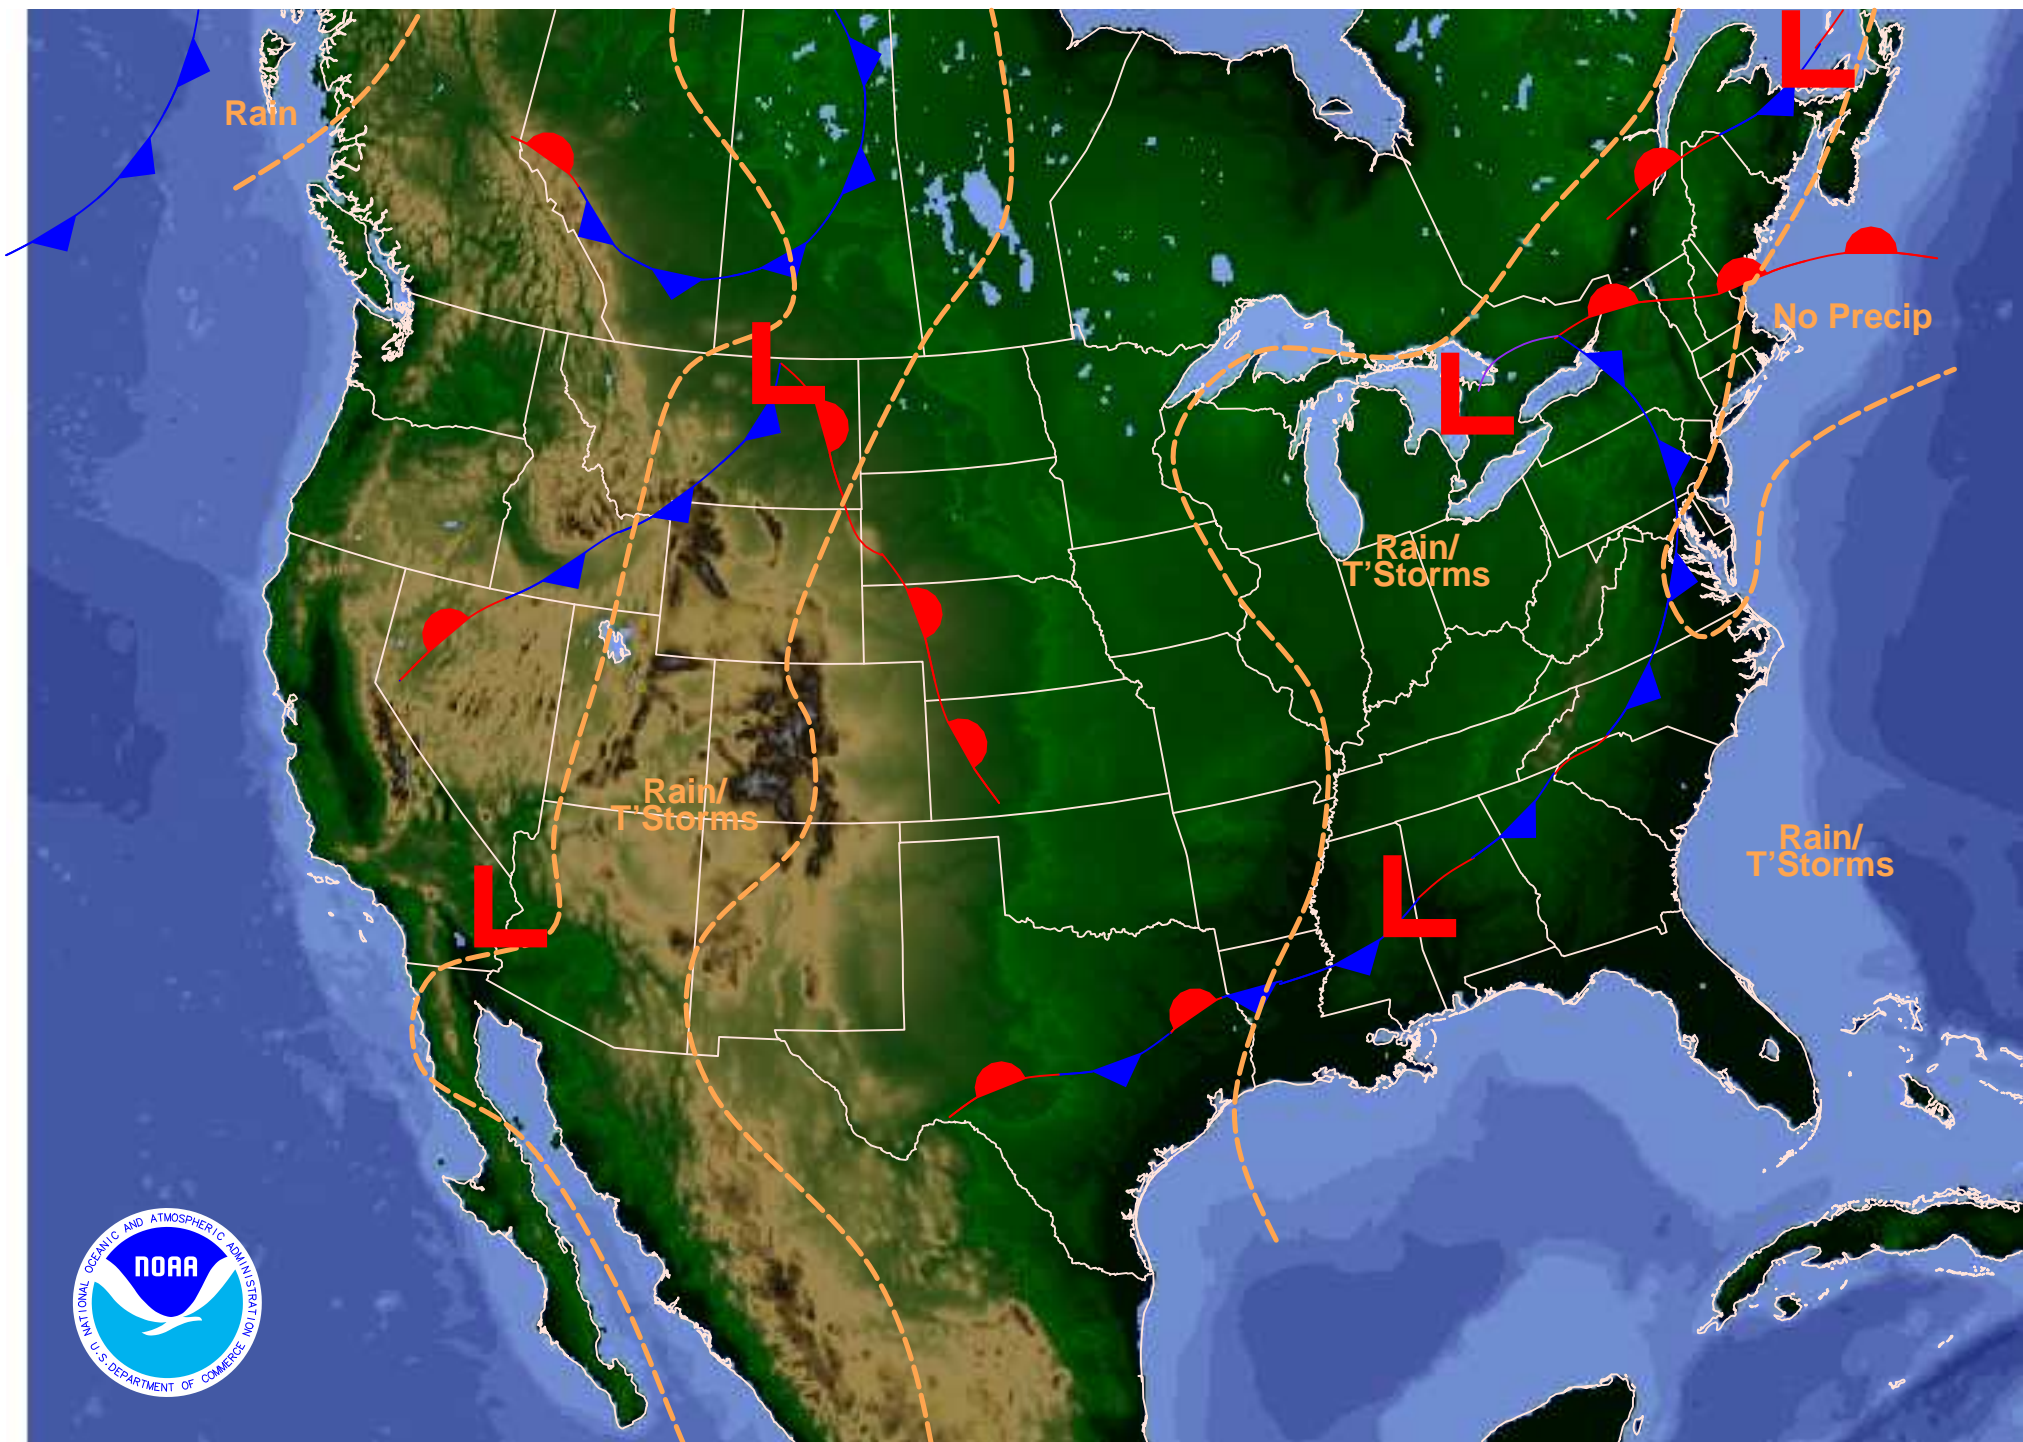 Rain
No Precip
Rain/
T'Storms
Rain/
T'Storms
Rain/
T'Storms
L
L
L
L
L
NATIONAL OCEANIC AND ATMOSPHERIC ADMINISTRATION
NOAA
U.S. DEPARTMENT OF COMMERCE